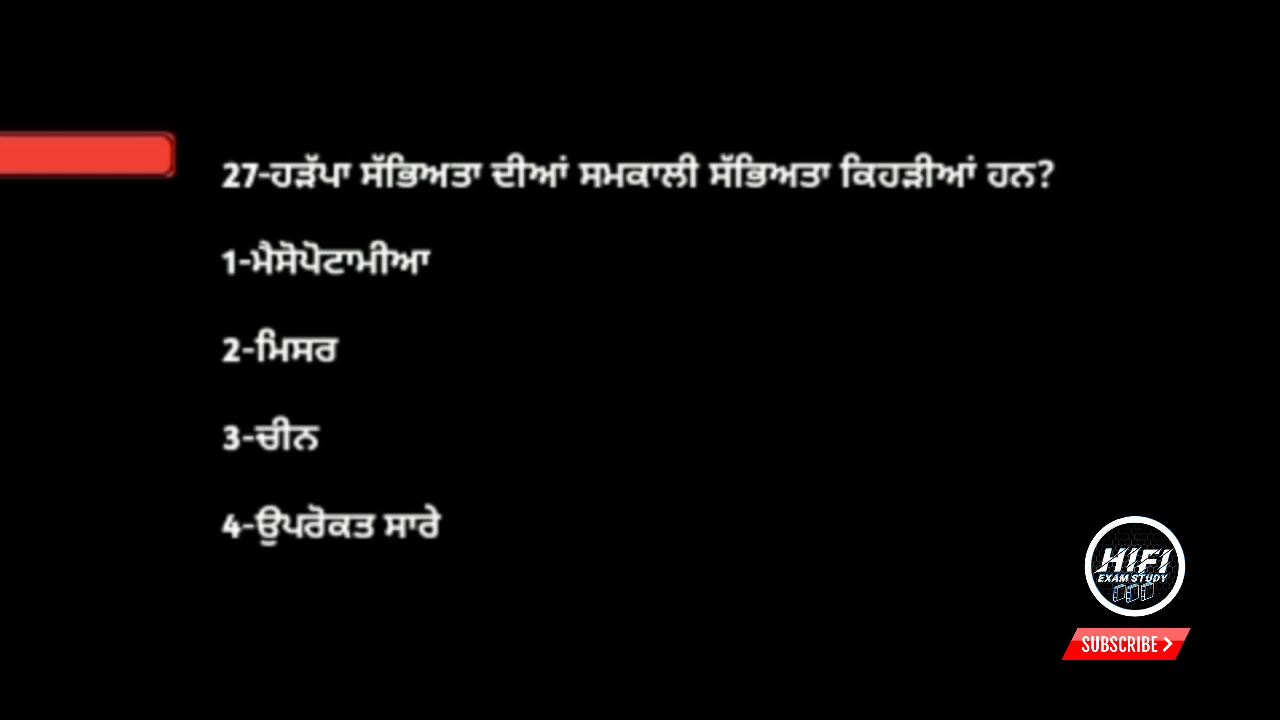 27-ਹੜੱਪਾ ਸੱਭਿਅਤਾ ਦੀਆਂ ਸਮਕਾਲੀ ਸੱਭਿਅਤਾ ਕਿਹੜੀਆਂ ਹਨ?
1-ਮੈਸੋਪੋਟਾਮੀਆ
2-ਮਿਸਰ
3-ਚੀਨ
4-ਉਪਰੋਕਤ ਸਾਰੇ
HIFI
EXAM STUDY
SUBSCRIBE